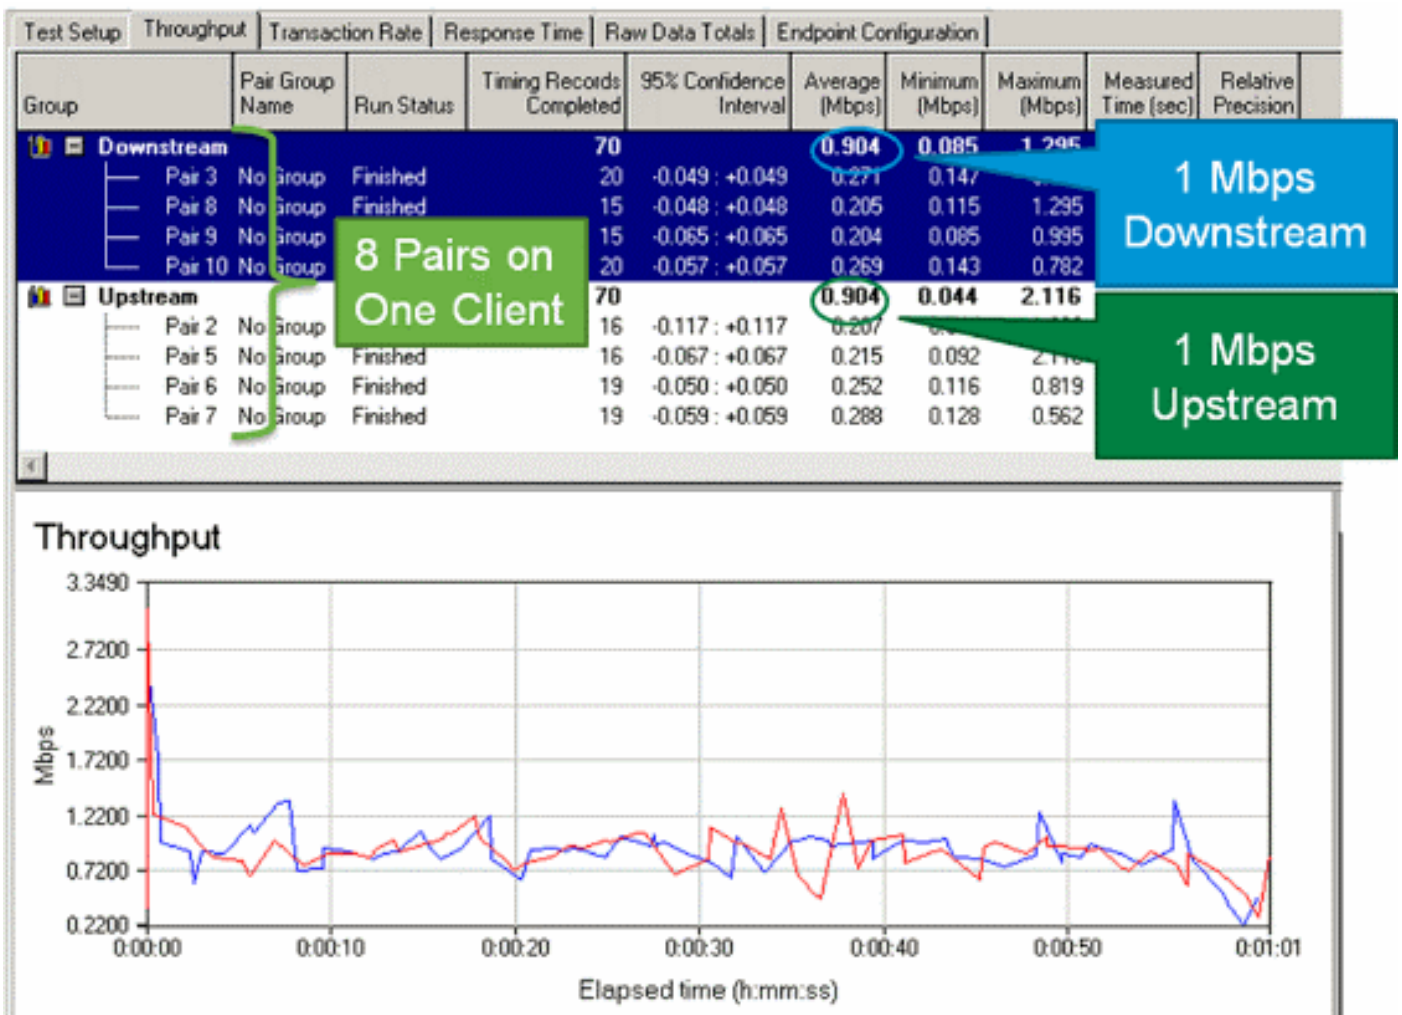 Test Setup Throughput Transaction Rate Response Time Raw Data Totals Endpoint Configuration
Group Pair Group Name Run Status Timing Records Completed 95% Confidence Interval Average (Mbps) Minimum (Mbps) Maximum (Mbps) Measured Time (sec) Relative Precision
Downstream 70 0.904 0.085 1.295
Pair 3 No Group Finished 20 -0.049 : +0.049 0.271 0.147
Pair 8 No Group Finished 15 -0.048 : +0.048 0.205 0.115 1.295
Pair 9 No Group 15 -0.065 : +0.065 0.204 0.085 0.995
Pair 10 No Group 20 -0.057 : +0.057 0.269 0.143 0.782
Upstream 70 0.904 0.044 2.116
Pair 2 No Group 16 -0.117 : +0.117 0.207
Pair 5 No Group Finished 16 -0.067 : +0.067 0.215 0.092
Pair 6 No Group Finished 19 -0.050 : +0.050 0.252 0.116 0.819
Pair 7 No Group Finished 19 -0.059 : +0.059 0.288 0.128 0.562
8 Pairs on
One Client
1 Mbps
Downstream
1 Mbps
Upstream
Throughput
3.3490
2.7200
2.2200
1.7200
1.2200
0.7200
0.2200
Mbps
0:00:00 0:00:10 0:00:20 0:00:30 0:00:40 0:00:50 0:01:01
Elapsed time (h:mm:ss)